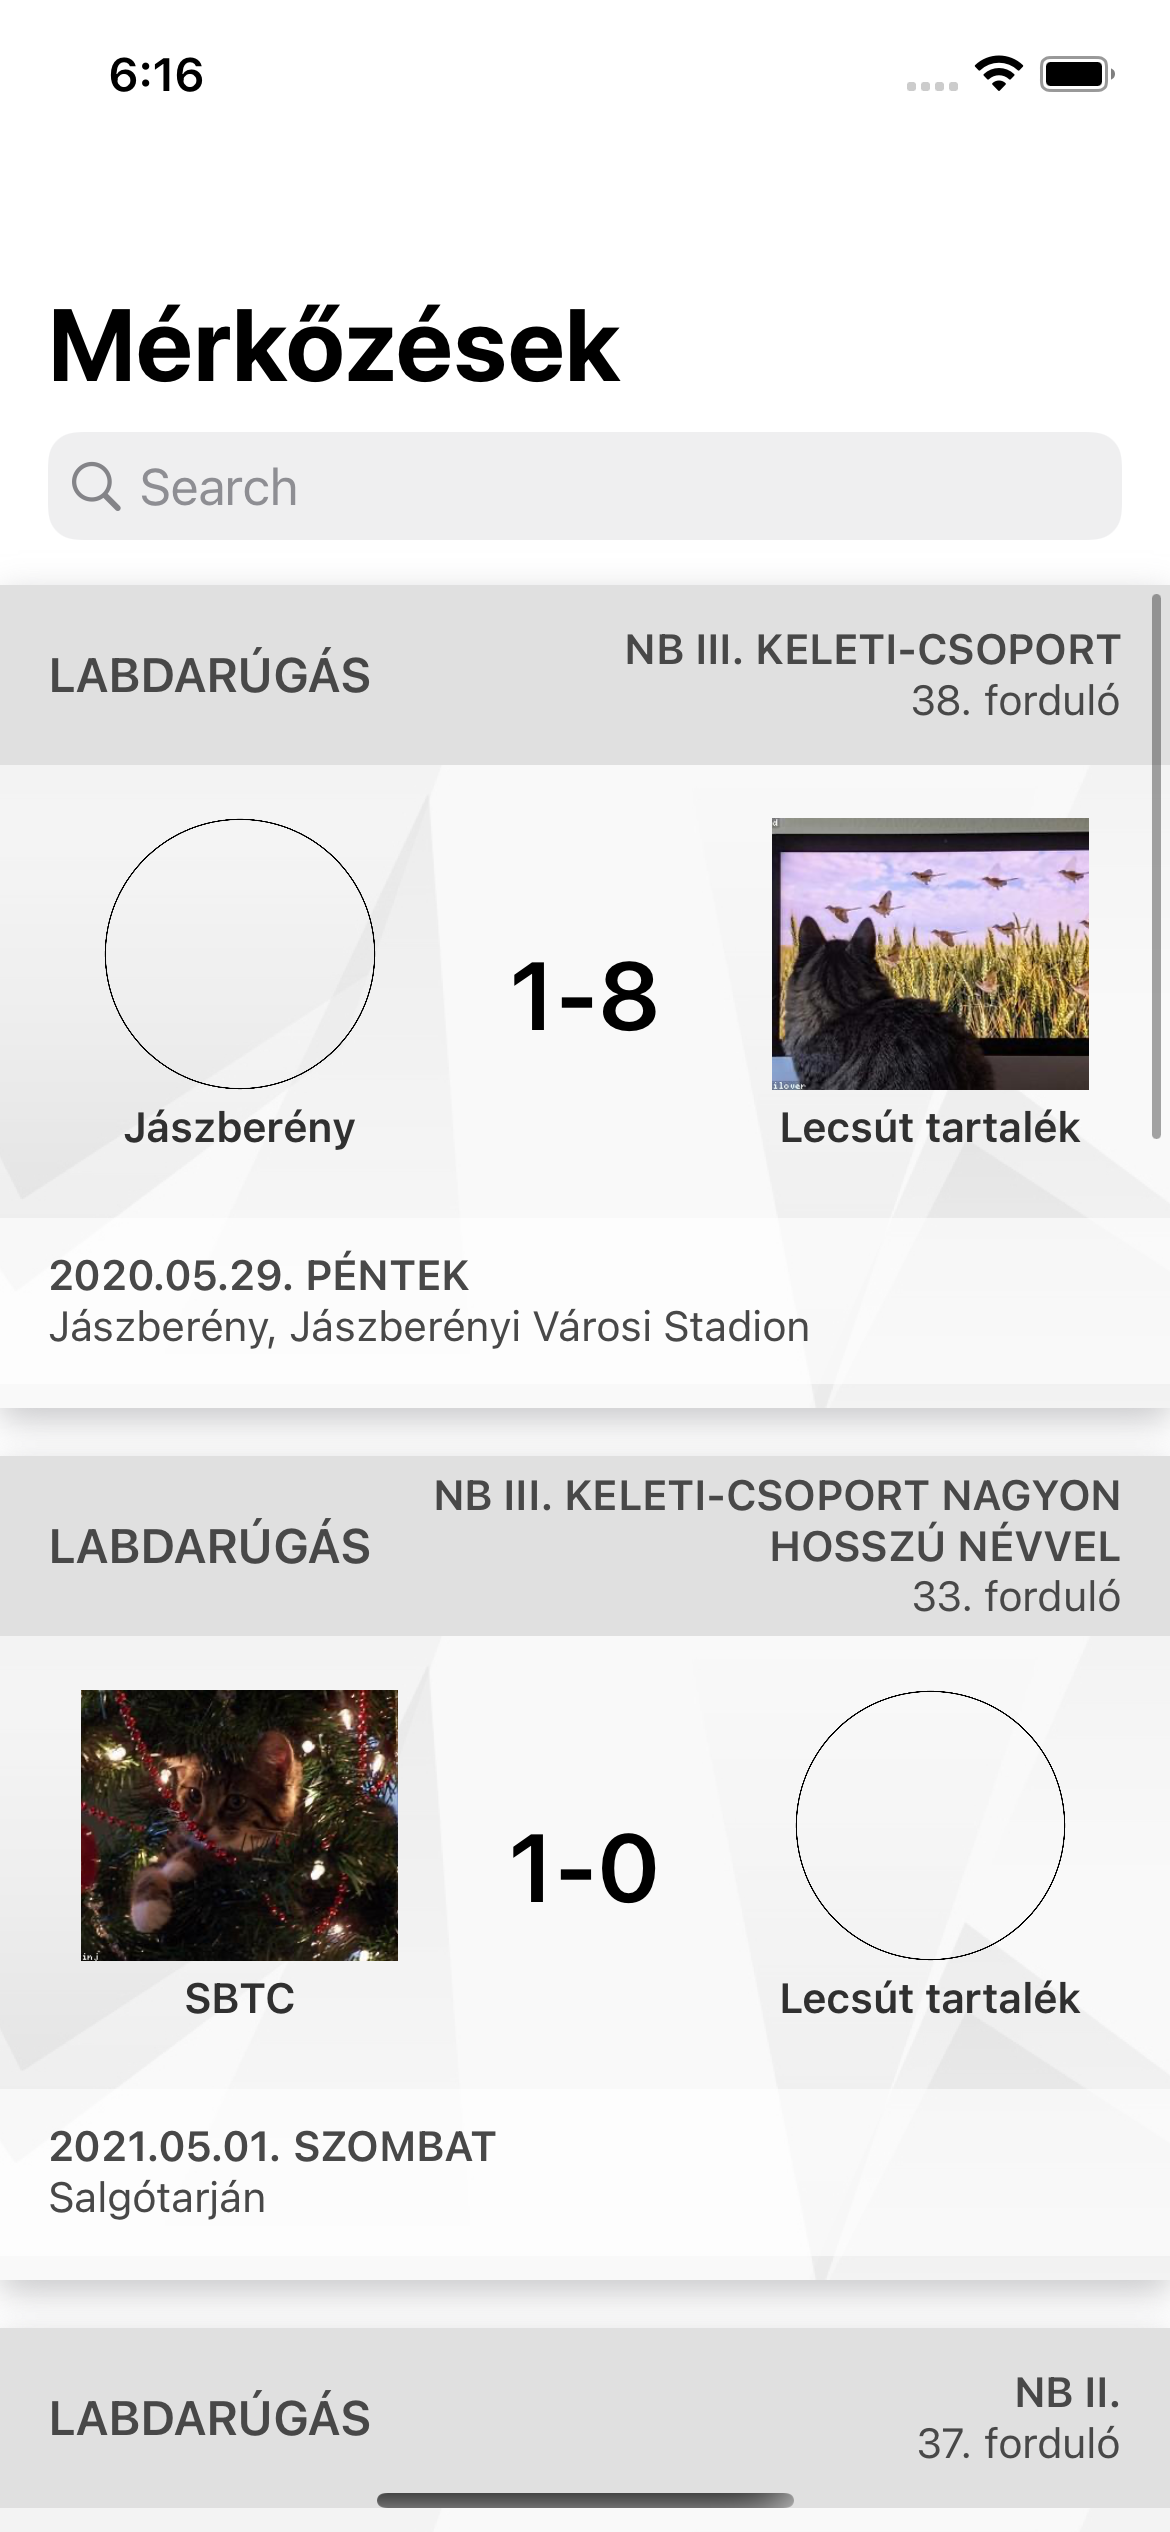 6:16
Mérkőzések
Search
LABDARÚGÁS
NB III. KELETI-CSOPORT
38. forduló
d
1-8
ilover
Jászberény
Lecsút tartalék
2020.05.29. PÉNTEK
Jászberény, Jászberényi Városi Stadion
LABDARÚGÁS
NB III. KELETI-CSOPORT NAGYON
HOSSZÚ NÉVVEL
33. forduló
1-0
inj
SBTC
Lecsút tartalék
2021.05.01. SZOMBAT
Salgótarján
LABDARÚGÁS
NB II.
37. forduló